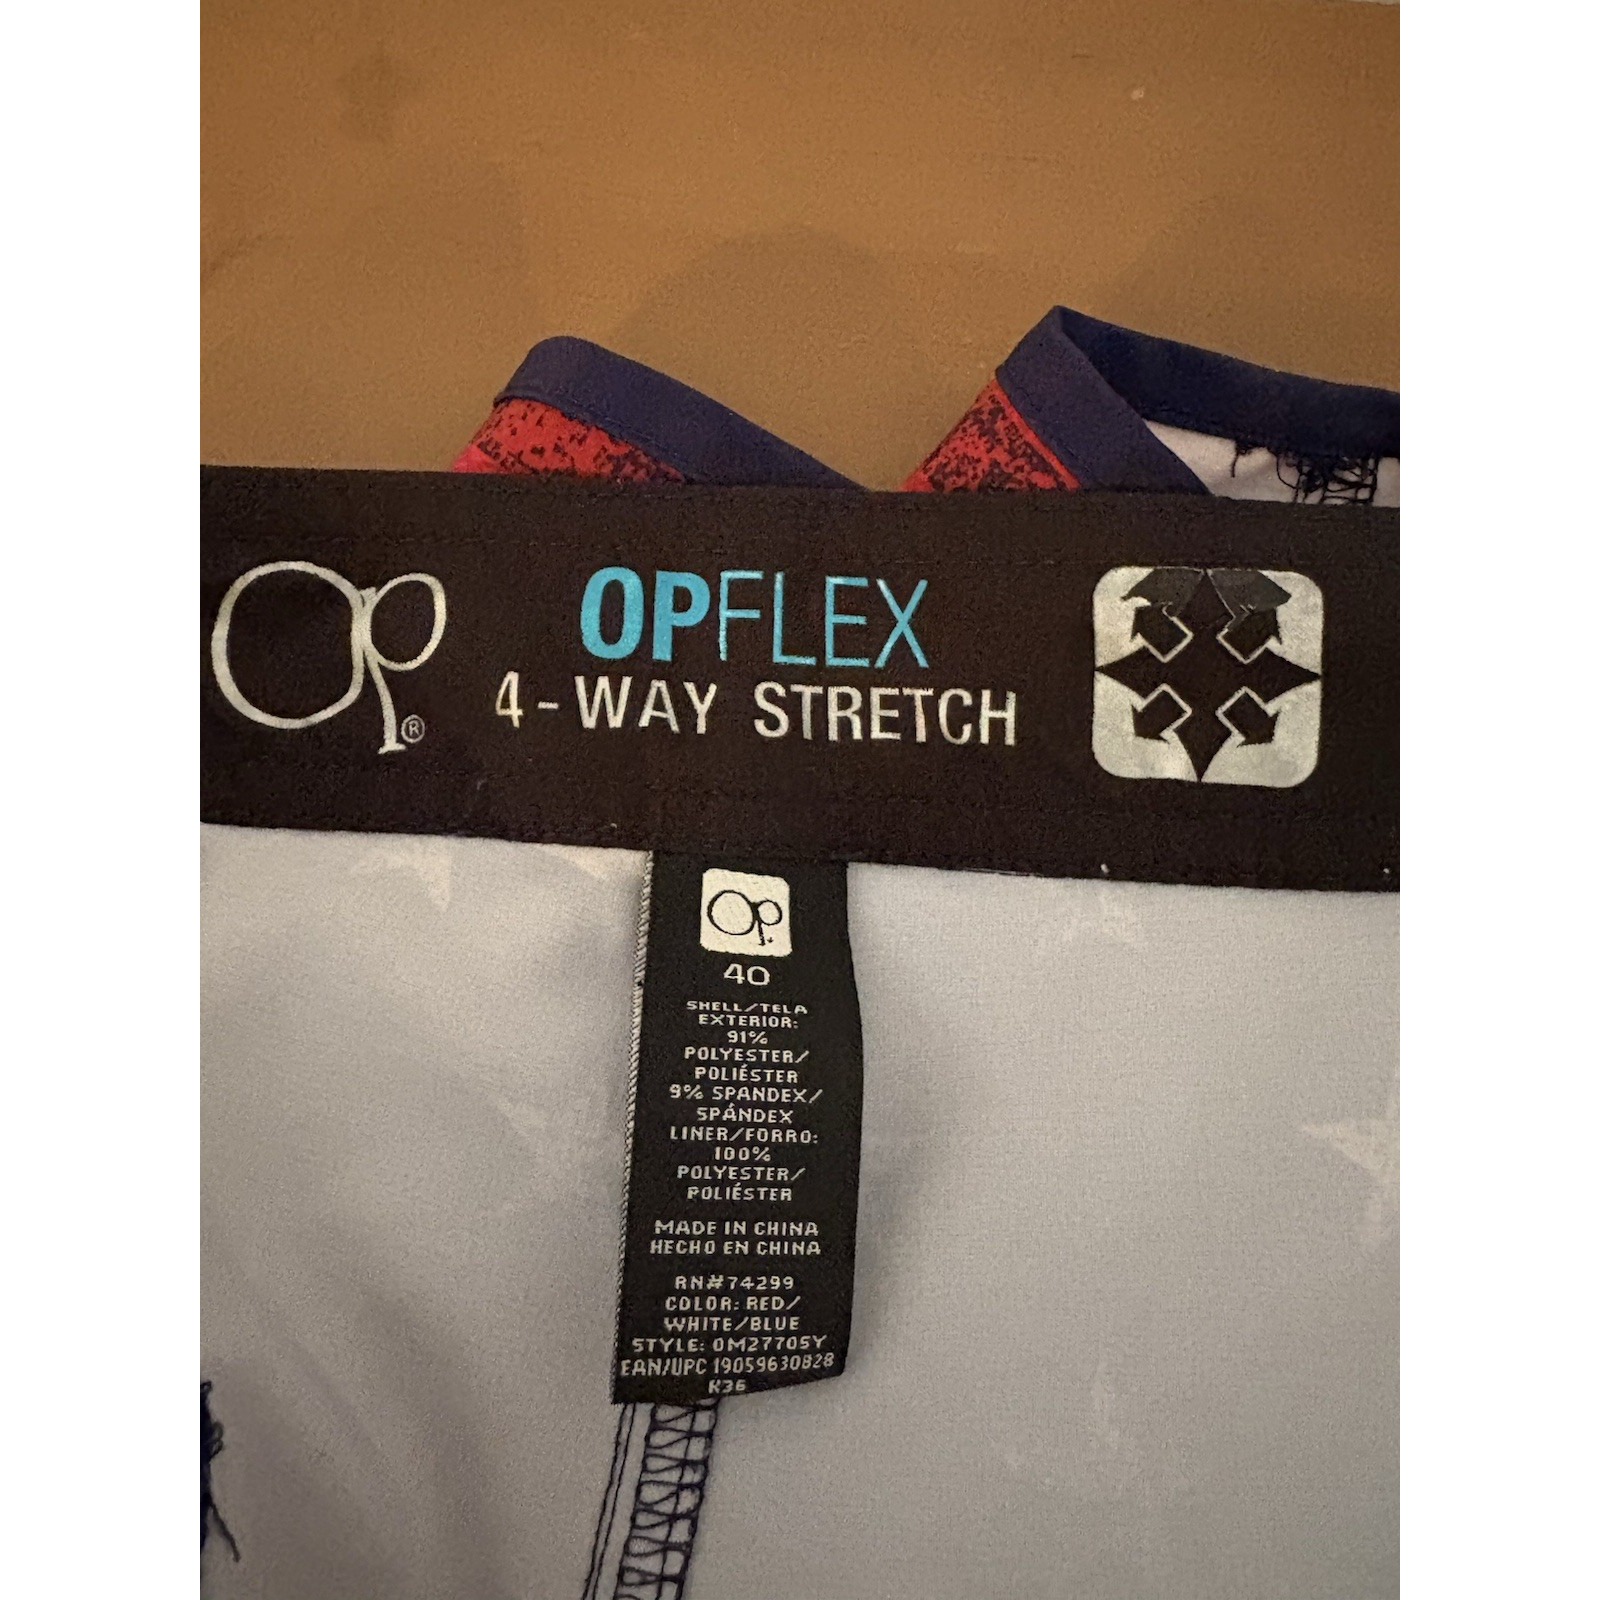 Op®
OPFLEX
4-WAY STRETCH
Op
40
SHELL/TELA
EXTERIOR:
91%
POLYESTER/
POLIÉSTER
9% SPANDEX/
SPÁNDEX
LINER/FORRO:
100%
POLYESTER/
POLIÉSTER
MADE IN CHINA
HECHO EN CHINA
RN#74299
COLOR: RED/
WHITE/BLUE
STYLE: OM27705Y
EAN/UPC 19059630828
K36